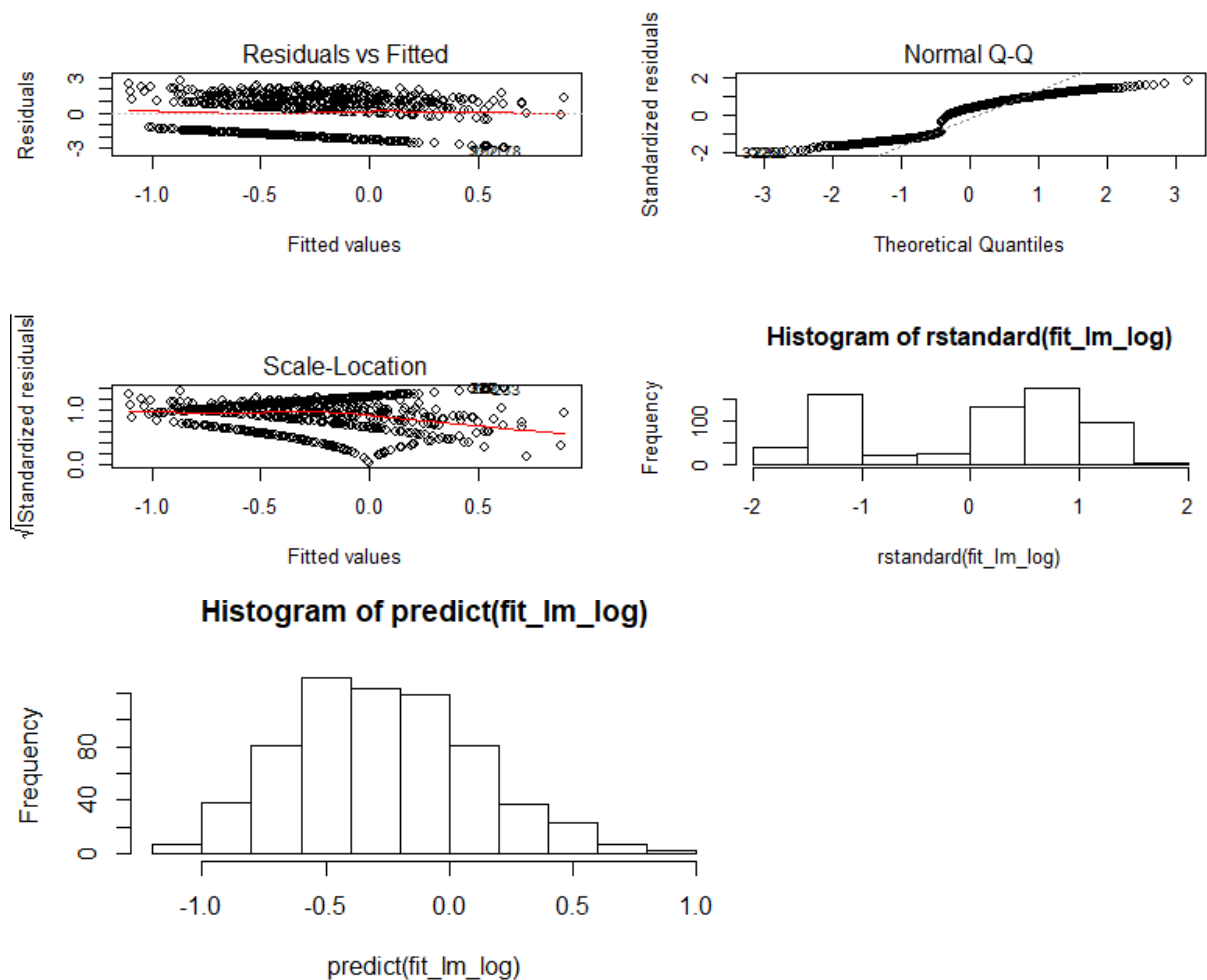 Residuals vs Fitted
Residuals
3
0
-3
-1.0 -0.5 0.0 0.5
Fitted values
Normal Q-Q
Standardized residuals
2
0
-2
-3 -2 -1 0 1 2 3
Theoretical Quantiles
Scale-Location
√|Standardized residuals|
1.0
0.0
-1.0 -0.5 0.0 0.5
Fitted values
Histogram of rstandard(fit_lm_log)
Frequency
100
0
-2 -1 0 1 2
rstandard(fit_lm_log)
Histogram of predict(fit_lm_log)
Frequency
80
40
0
-1.0 -0.5 0.0 0.5 1.0
predict(fit_lm_log)